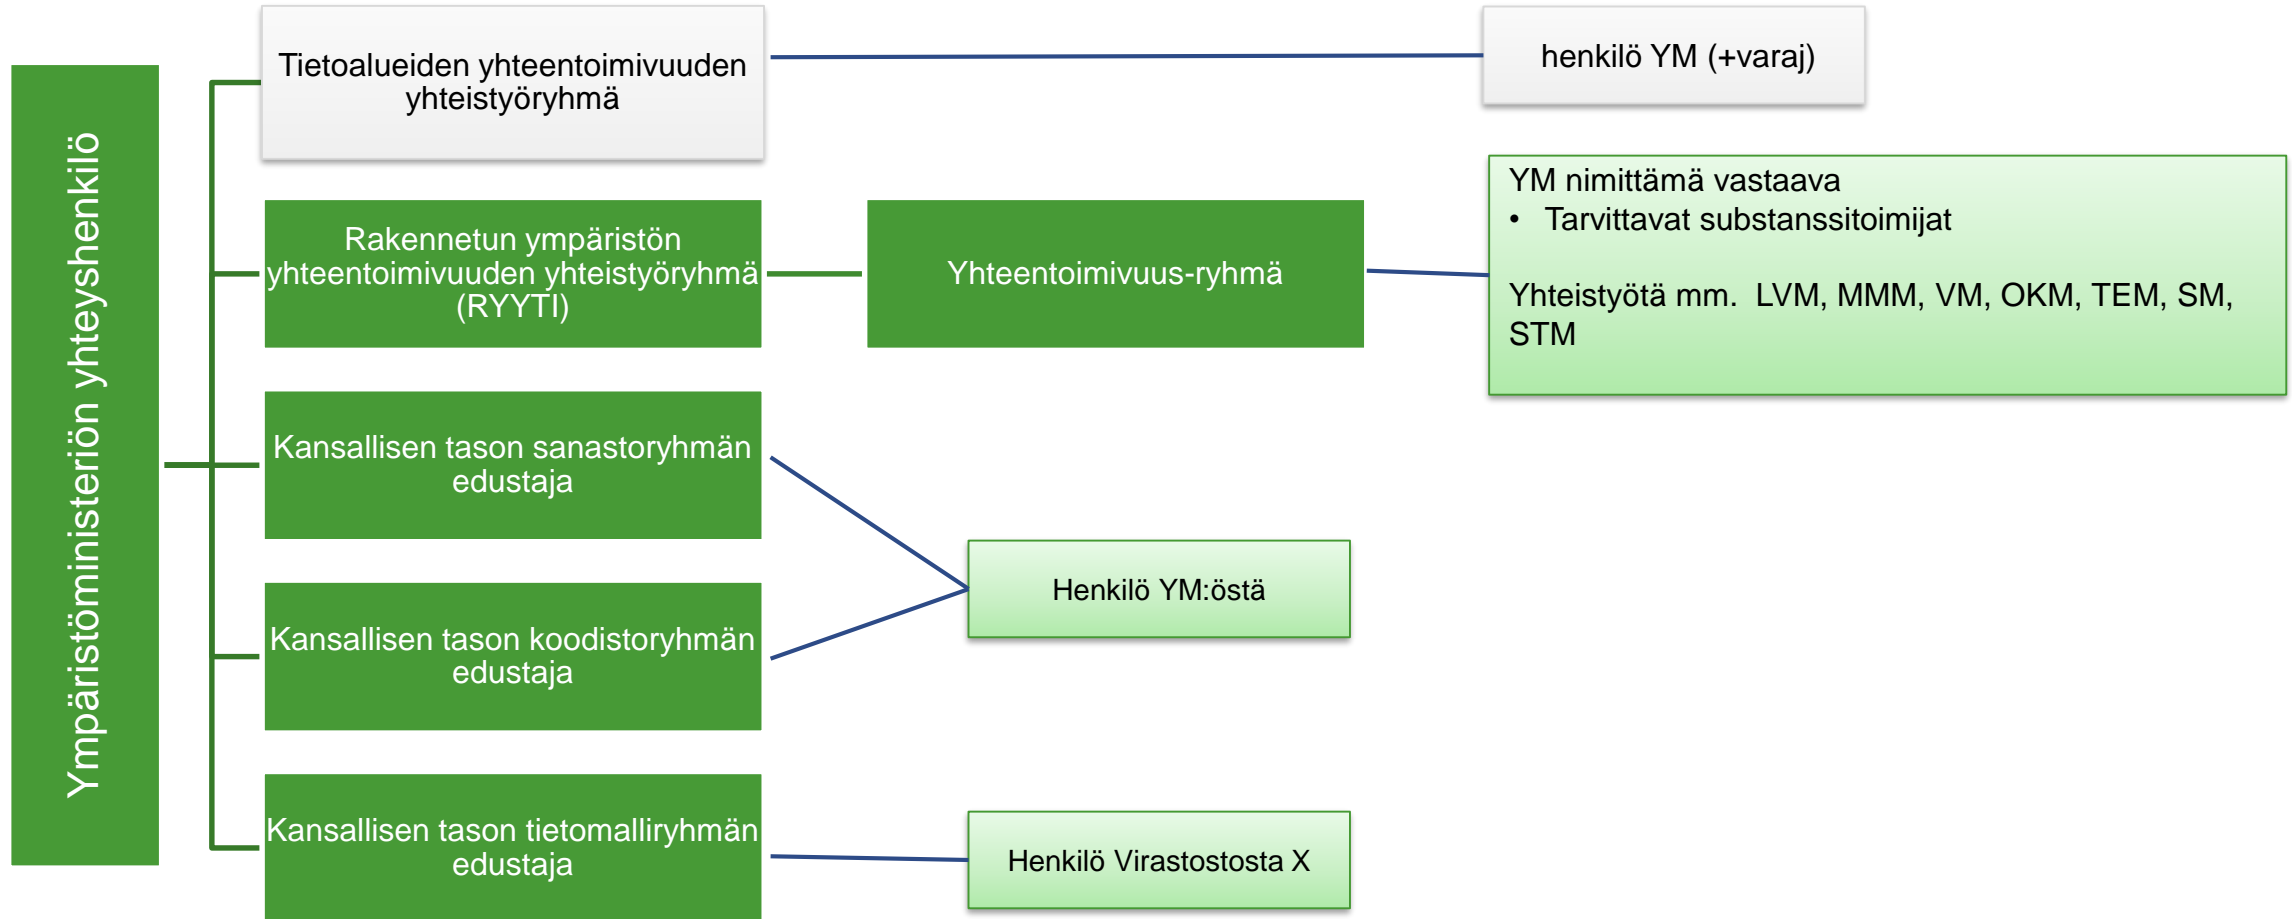 Ympäristöministeriön yhteyshenkilö
Tietoalueiden yhteentoimivuuden
yhteistyöryhmä
henkilö YM (+varaj)
Rakennetun ympäristön
yhteentoimivuuden yhteistyöryhmä
(RYYTI)
Yhteentoimivuus-ryhmä
YM nimittämä vastaava
• Tarvittavat substanssitoimijat
Yhteistyötä mm. LVM, MMM, VM, OKM, TEM, SM,
STM
Kansallisen tason sanastoryhmän
edustaja
Kansallisen tason koodistoryhmän
edustaja
Henkilö YM:östä
Kansallisen tason tietomalliryhmän
edustaja
Henkilö Virastostosta X